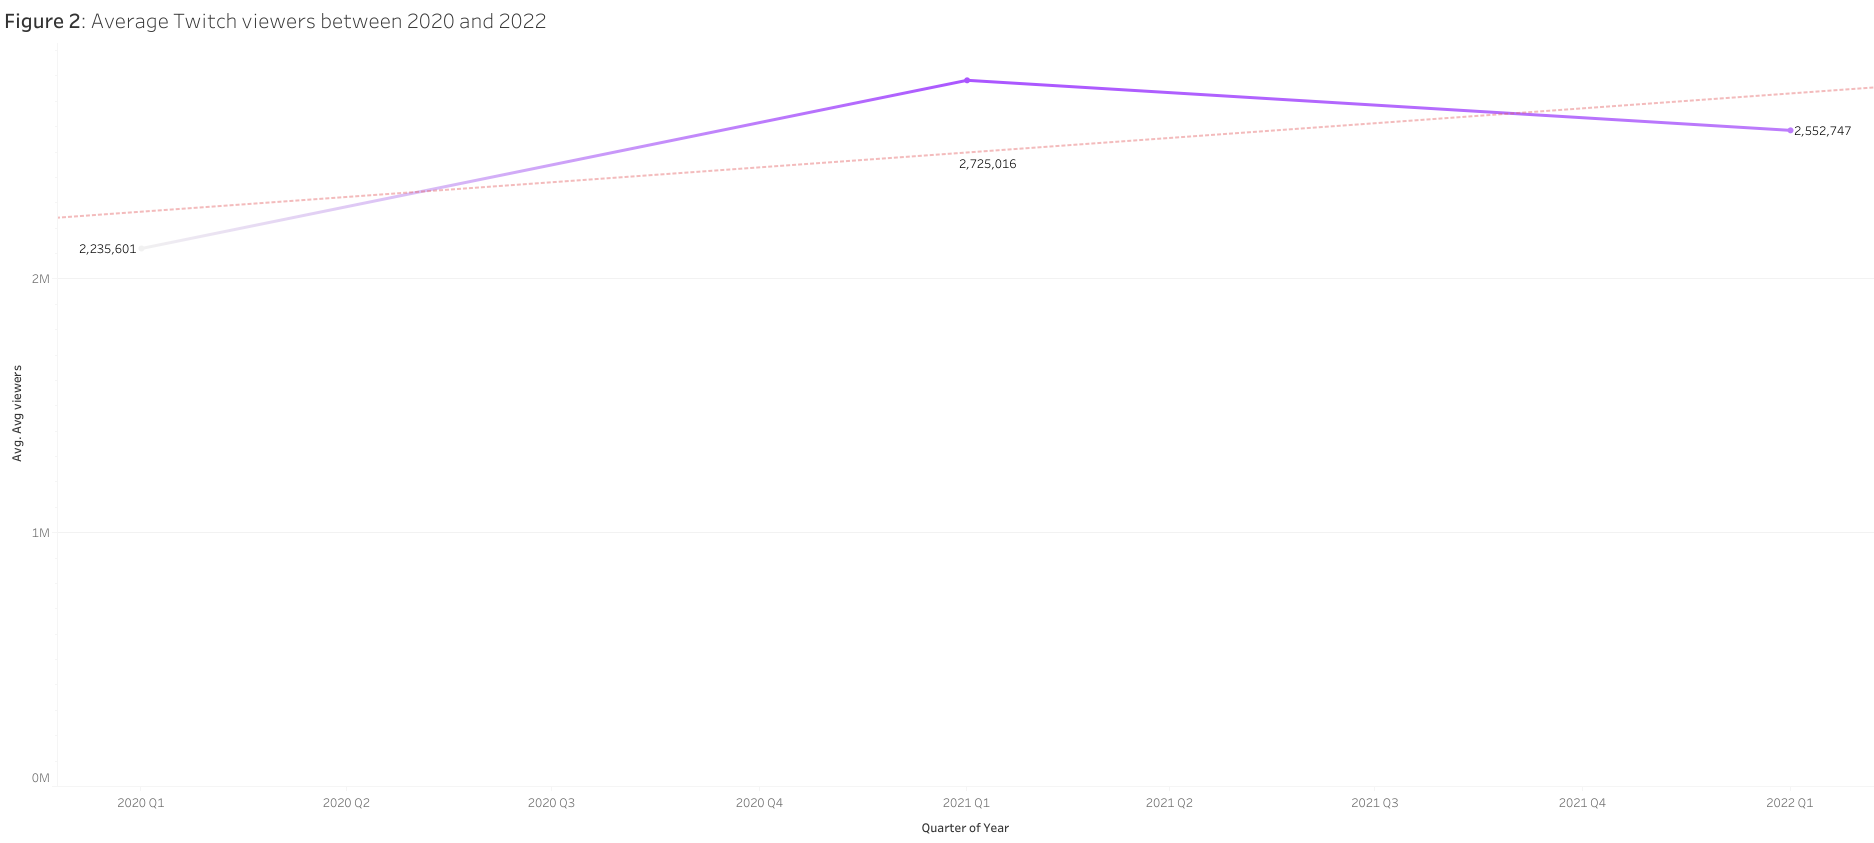 Figure 2: Average Twitch viewers between 2020 and 2022
2,552,747
2,725,016
2,235,601
2M
Avg. Avg viewers
1M
0M
2020 Q1 2020 Q2 2020 Q3 2020 Q4 2021 Q1 2021 Q2 2021 Q3 2021 Q4 2022 Q1
Quarter of Year